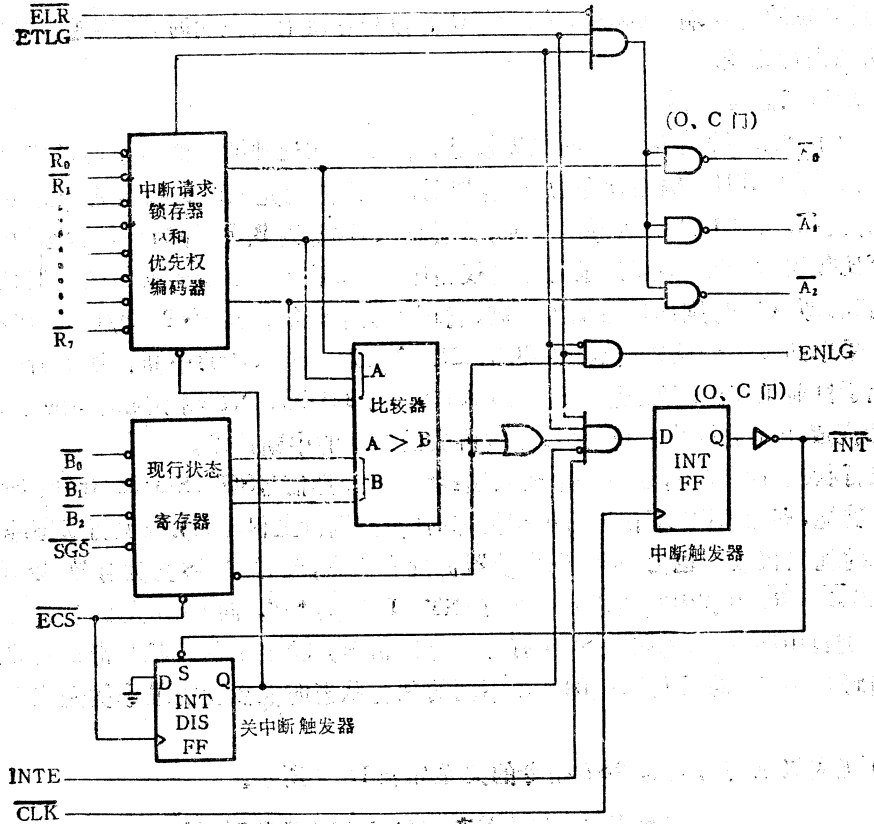 ELR
ETLG
(O、C 门)
R0
R1
R7
中断请求
锁存器
和
优先权
编码器
A2
ENLG
A
比较器
A > B
B
(O、C 门)
D Q
INT
FF
INT
中断触发器
B0
B1
B2
SGS
现行状态
寄存器
ECS
D S Q
INT
DIS
FF
关中断触发器
INTE
CLK